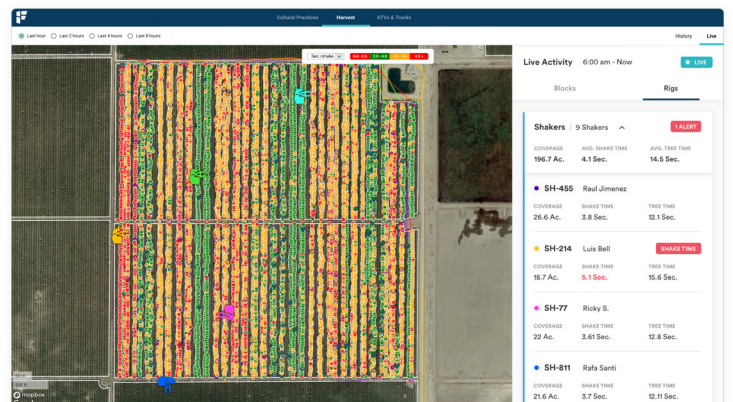 Cultural Practices Harvest ATVs & Trucks
Last hour Last 2 hours Last 4 hours Last 8 hours
History Live
Sec./shake
Live Activity 6:00 am - Now LIVE
Blocks Rigs
Shakers 9 Shakers 1 ALERT
COVERAGE AVG. SHAKE TIME AVG. TREE TIME
196.7 Ac. 4.1 Sec. 14.5 Sec.
SH-455 Raul Jimenez
COVERAGE SHAKE TIME TREE TIME
26.6 Ac. 3.8 Sec. 12.1 Sec.
SH-214 Luis Bell SHAKE TIME
COVERAGE SHAKE TIME TREE TIME
18.7 Ac. 5.1 Sec. 15.6 Sec.
SH-77 Ricky S.
COVERAGE SHAKE TIME TREE TIME
22 Ac. 3.61 Sec. 12.8 Sec.
SH-811 Rafa Santi
COVERAGE SHAKE TIME TREE TIME
21.6 Ac. 3.7 Sec. 12.11 Sec.
mapbox